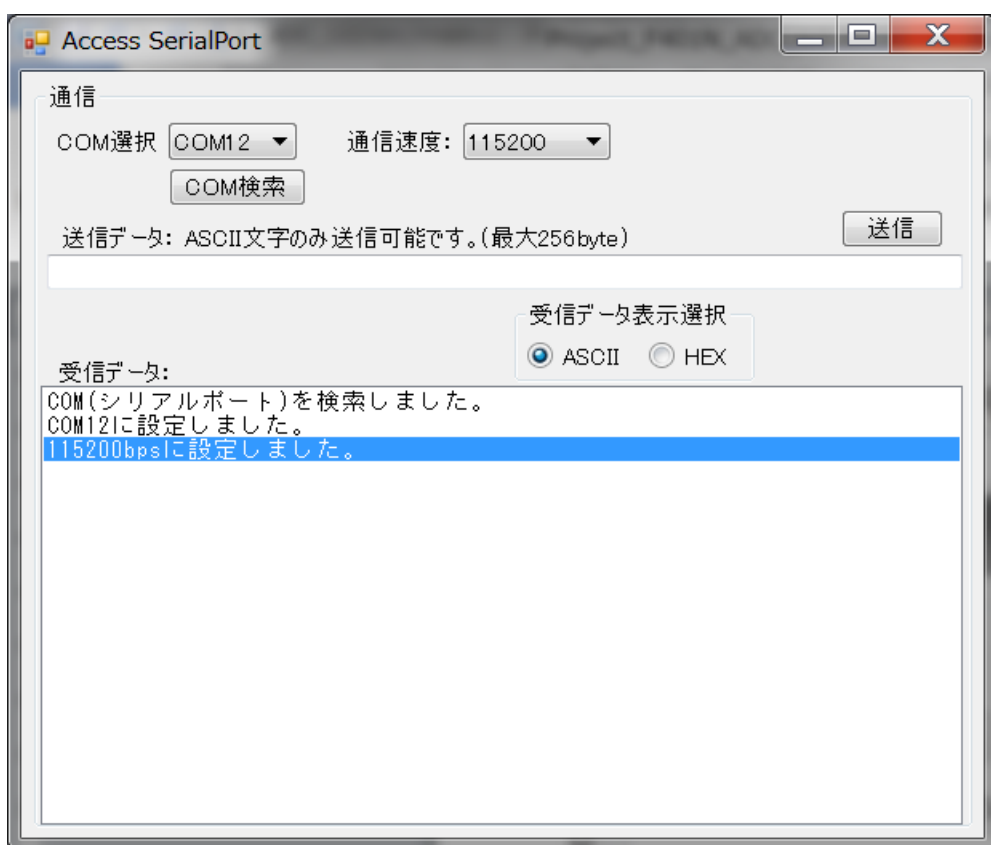 Access SerialPort
通信
COM選択 COM12 通信速度: 115200
COM検索
送信データ: ASCII文字のみ送信可能です。(最大256byte) 送信
受信データ表示選択
ASCII HEX
受信データ:
COM(シリアルポート)を検索しました。
COM12に設定しました。
115200bpsに設定しました。